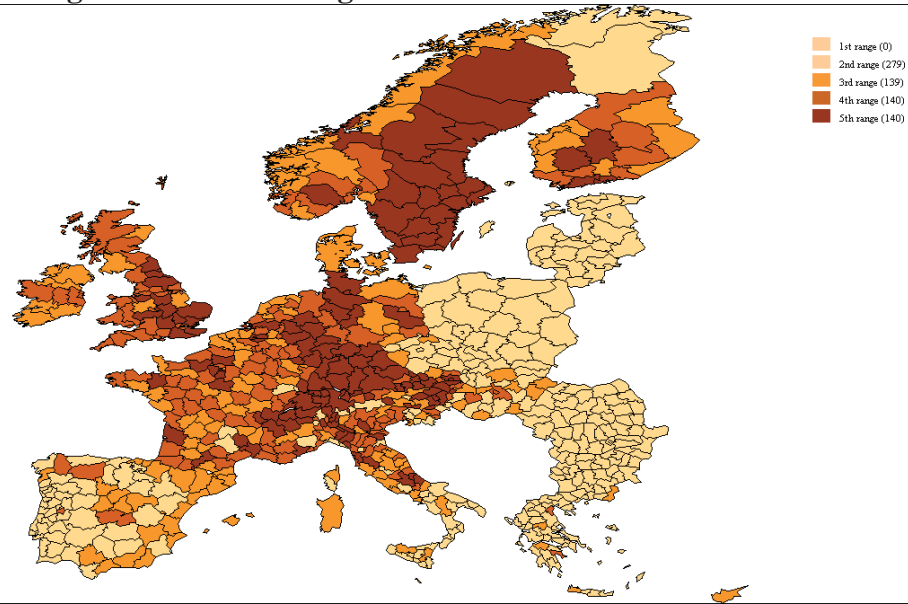 1st range (0)
2nd range (279)
3rd range (139)
4th range (140)
5th range (140)